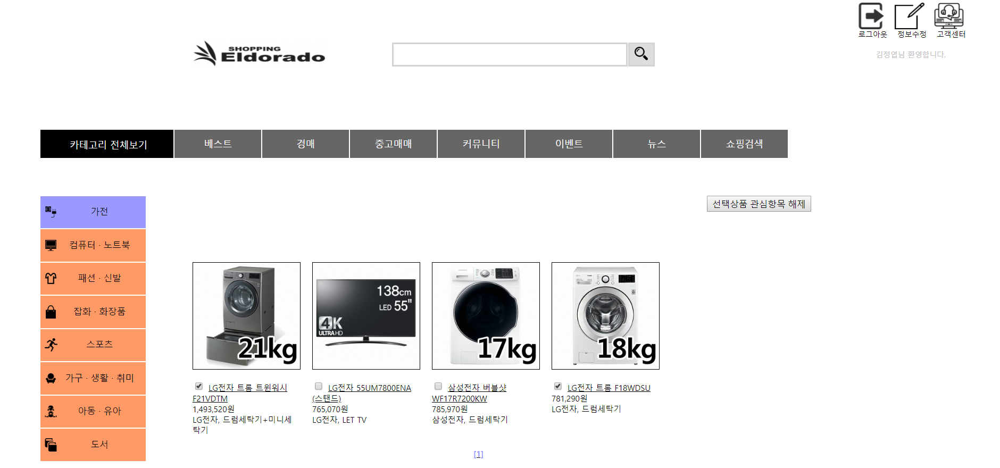 로그아웃 정보수정 고객센터
김정엽님 환영합니다.
SHOPPING
Eldorado
카테고리 전체보기 베스트 경매 중고매매 커뮤니티 이벤트 뉴스 쇼핑검색
선택상품 관심항목 해제
가전
컴퓨터 · 노트북
패션 · 신발
잡화 · 화장품
스포츠
가구 · 생활 · 취미
아동 · 유아
도서
21kg
138cm
LED 55"
4K
ULTRA HD
17kg
18kg
LG전자 트롬 트윈워시
F21VDTM
1,493,520원
LG전자, 드럼세탁기+미니세
탁기
LG전자 55UM7800ENA
(스탠드)
765,070원
LG전자, LET TV
삼성전자 버블샷
WF17R7200KW
785,970원
삼성전자, 드럼세탁기
LG전자 트롬 F18WDSU
781,290원
LG전자, 드럼세탁기
[1]